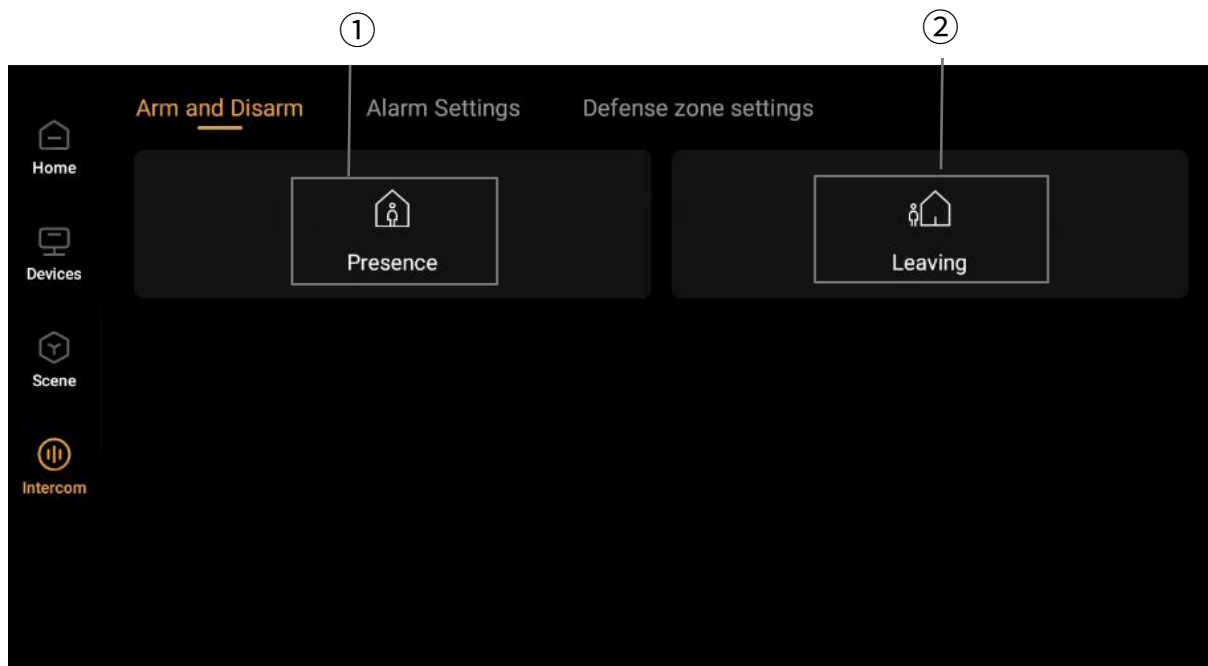 ① ②
Arm and Disarm Alarm Settings Defense zone settings
Home
Presence Leaving
Devices
Scene
Intercom